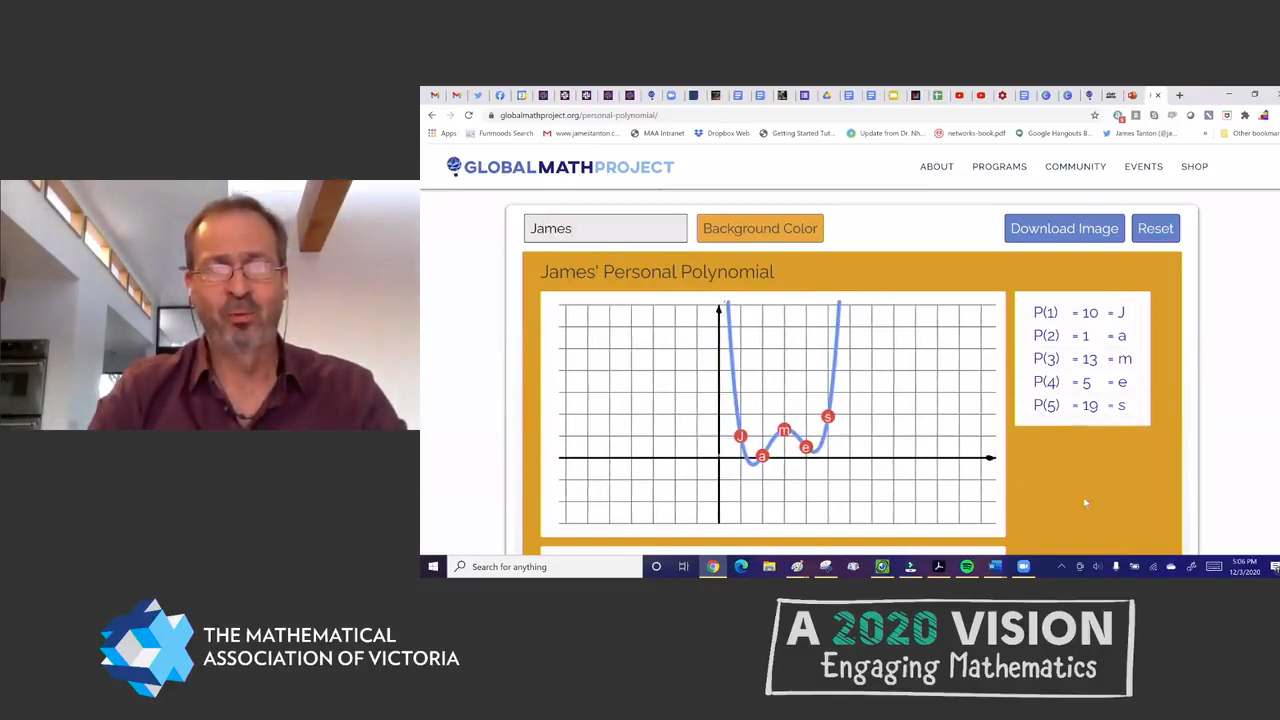 globalmathproject.org/personal-polynomial/
Apps
Funmoods Search
www.jamestanton.c...
MAA Intranet
Dropbox Web
Getting Started Tut...
Update from Dr. Nh...
networks-book.pdf
Google Hangouts B...
James Tanton (@ja...
»
Other bookma
GLOBALMATHPROJECT
ABOUT PROGRAMS COMMUNITY EVENTS SHOP
James
Background Color
Download Image
Reset
James' Personal Polynomial
J
a
m
e
s
P(1) = 10 = J
P(2) = 1 = a
P(3) = 13 = m
P(4) = 5 = e
P(5) = 19 = s
Search for anything
5:06 PM
12/3/2020
THE MATHEMATICAL
ASSOCIATION OF VICTORIA
A 2020 VISION
Engaging Mathematics